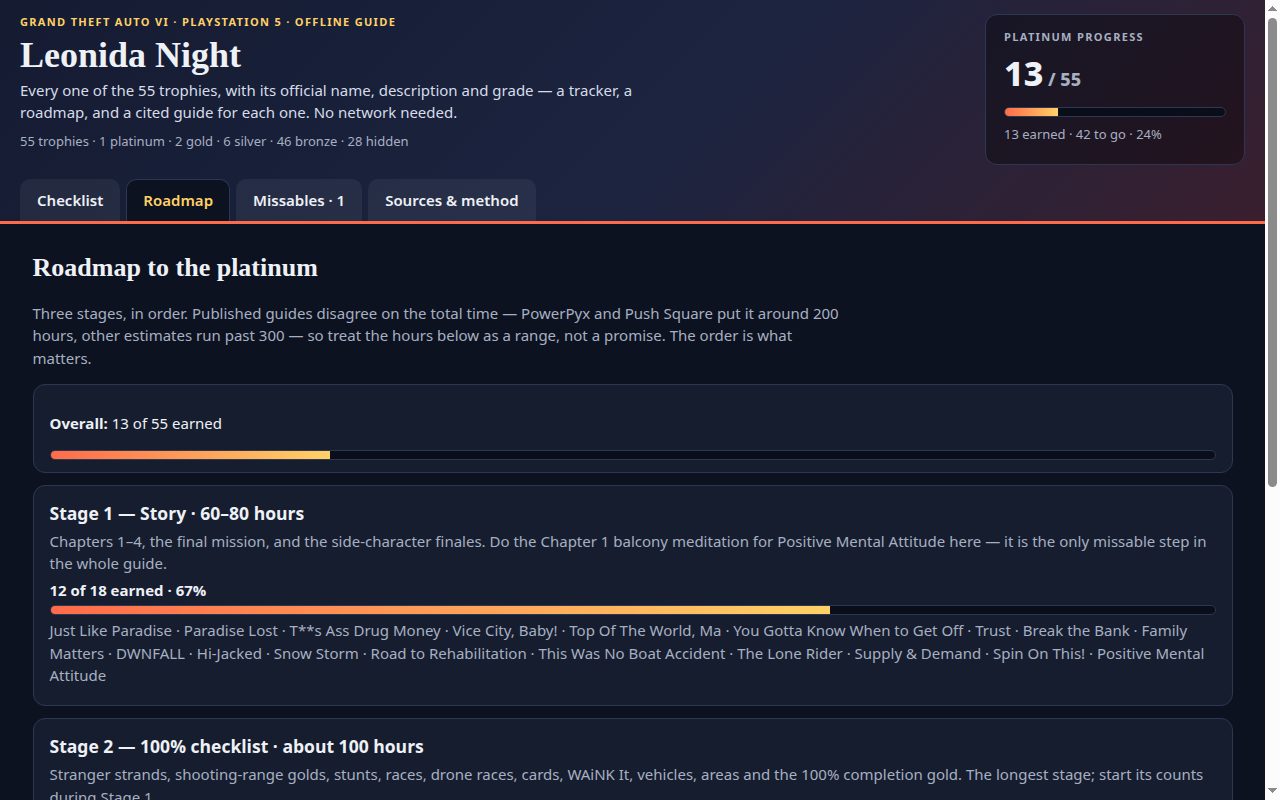 GRAND THEFT AUTO VI · PLAYSTATION 5 · OFFLINE GUIDE
Leonida Night
Every one of the 55 trophies, with its official name, description and grade — a tracker, a
roadmap, and a cited guide for each one. No network needed.
55 trophies · 1 platinum · 2 gold · 6 silver · 46 bronze · 28 hidden
PLATINUM PROGRESS
13 / 55
13 earned · 42 to go · 24%
Checklist
Roadmap
Missables · 1
Sources & method
Roadmap to the platinum
Three stages, in order. Published guides disagree on the total time — PowerPyx and Push Square put it around 200
hours, other estimates run past 300 — so treat the hours below as a range, not a promise. The order is what
matters.
Overall: 13 of 55 earned
Stage 1 — Story · 60–80 hours
Chapters 1–4, the final mission, and the side-character finales. Do the Chapter 1 balcony meditation for Positive Mental Attitude here — it is the only missable step in
the whole guide.
12 of 18 earned · 67%
Just Like Paradise · Paradise Lost · T**s Ass Drug Money · Vice City, Baby! · Top Of The World, Ma · You Gotta Know When to Get Off · Trust · Break the Bank · Family
Matters · DWNFALL · Hi-Jacked · Snow Storm · Road to Rehabilitation · This Was No Boat Accident · The Lone Rider · Supply & Demand · Spin On This! · Positive Mental
Attitude
Stage 2 — 100% checklist · about 100 hours
Stranger strands, shooting-range golds, stunts, races, drone races, cards, WAiNK It, vehicles, areas and the 100% completion gold. The longest stage; start its counts
during Stage 1.